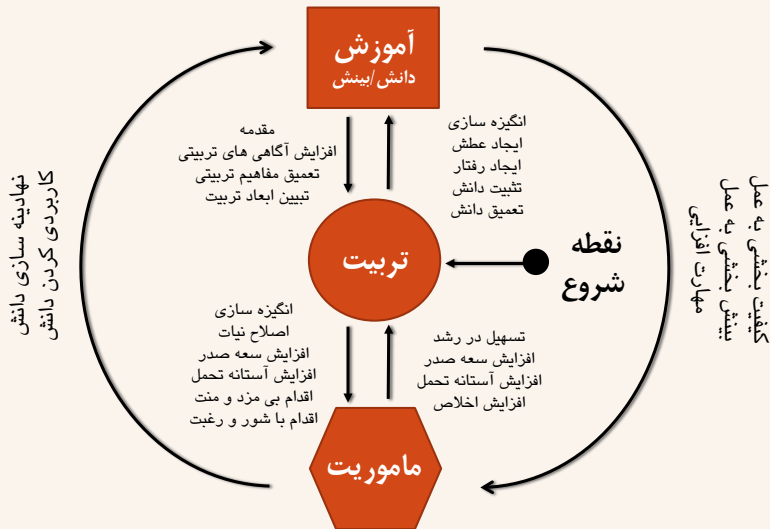 آموزش
دانش/بینش
انگیزه سازی
ایجاد عطش
ایجاد رفتار
تثبیت دانش
تعمیق دانش
مقدمه
افزایش آگاهی های تربیتی
تعمیق مفاهیم تربیتی
تبیین ابعاد تربیت
کیفیت بخشی به عمل
بینش بخشی به عمل
مهارت افزایی
نقطه
شروع
تربیت
نهادینه سازی دانش
کاربردی کردن دانش
تسهیل در رشد
افزایش سعه صدر
افزایش آستانه تحمل
افزایش اخلاص
انگیزه سازی
اصلاح نیات
افزایش سعه صدر
افزایش آستانه تحمل
اقدام بی مزد و منت
اقدام با شور و رغبت
ماموریت